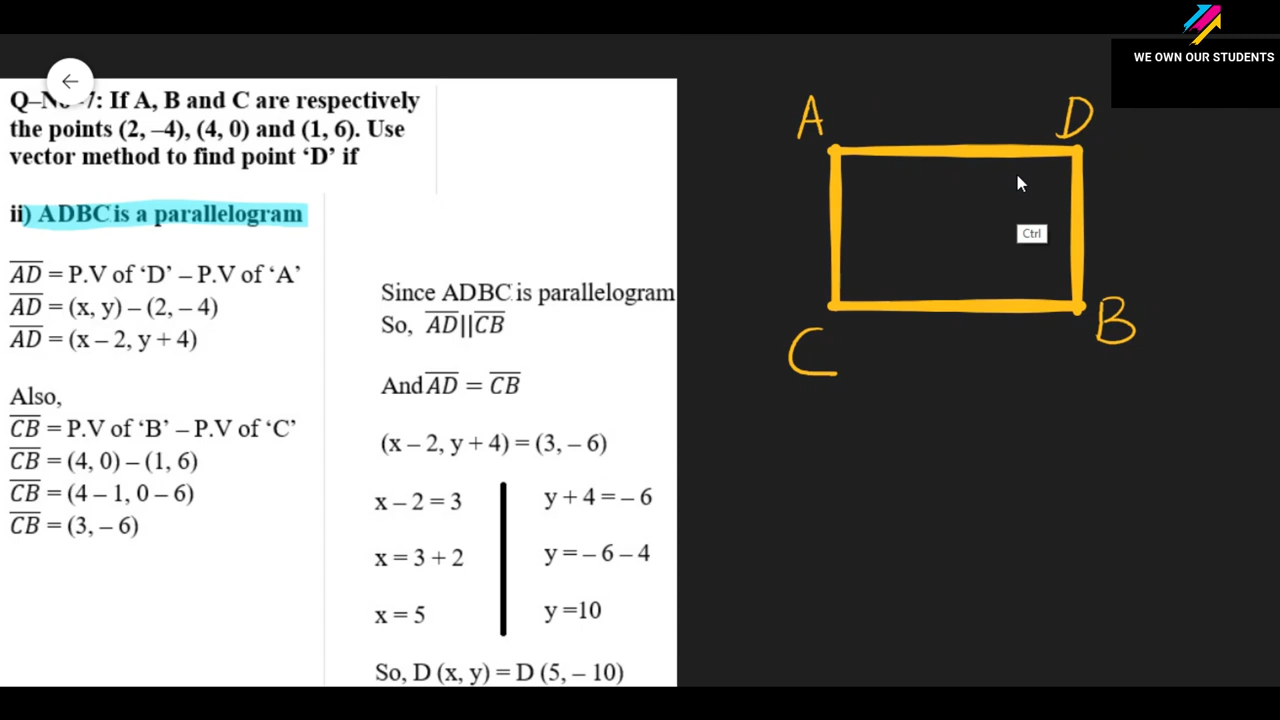 WE OWN OUR STUDENTS
Q–No–7: If A, B and C are respectively
the points (2, –4), (4, 0) and (1, 6). Use
vector method to find point ‘D’ if
ii) ADBC is a parallelogram
AD = P.V of ‘D’ – P.V of ‘A’
AD = (x, y) – (2, – 4)
AD = (x – 2, y + 4)
Also,
CB = P.V of ‘B’ – P.V of ‘C’
CB = (4, 0) – (1, 6)
CB = (4 – 1, 0 – 6)
CB = (3, – 6)
Since ADBC is parallelogram
So, AD||CB
And AD = CB
(x – 2, y + 4) = (3, – 6)
x – 2 = 3
x = 3 + 2
x = 5
y + 4 = – 6
y = – 6 – 4
y =10
So, D (x, y) = D (5, – 10)
A
D
Ctrl
B
C